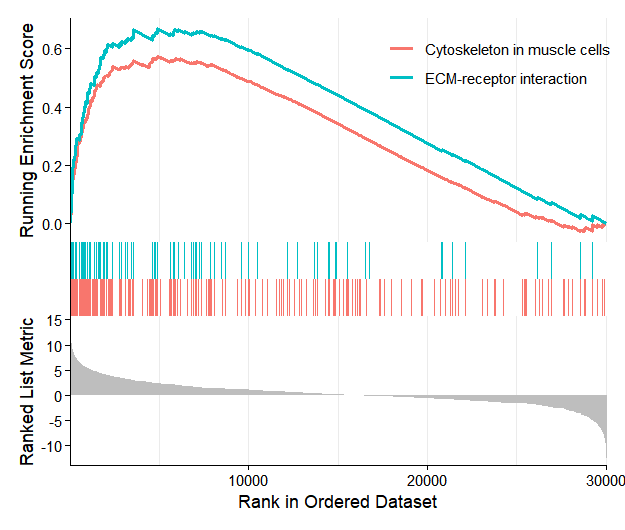 Running Enrichment Score
0.6
0.4
0.2
0.0
Cytoskeleton in muscle cells
ECM-receptor interaction
Ranked List Metric
15
10
5
0
-5
-10
10000
20000
30000
Rank in Ordered Dataset